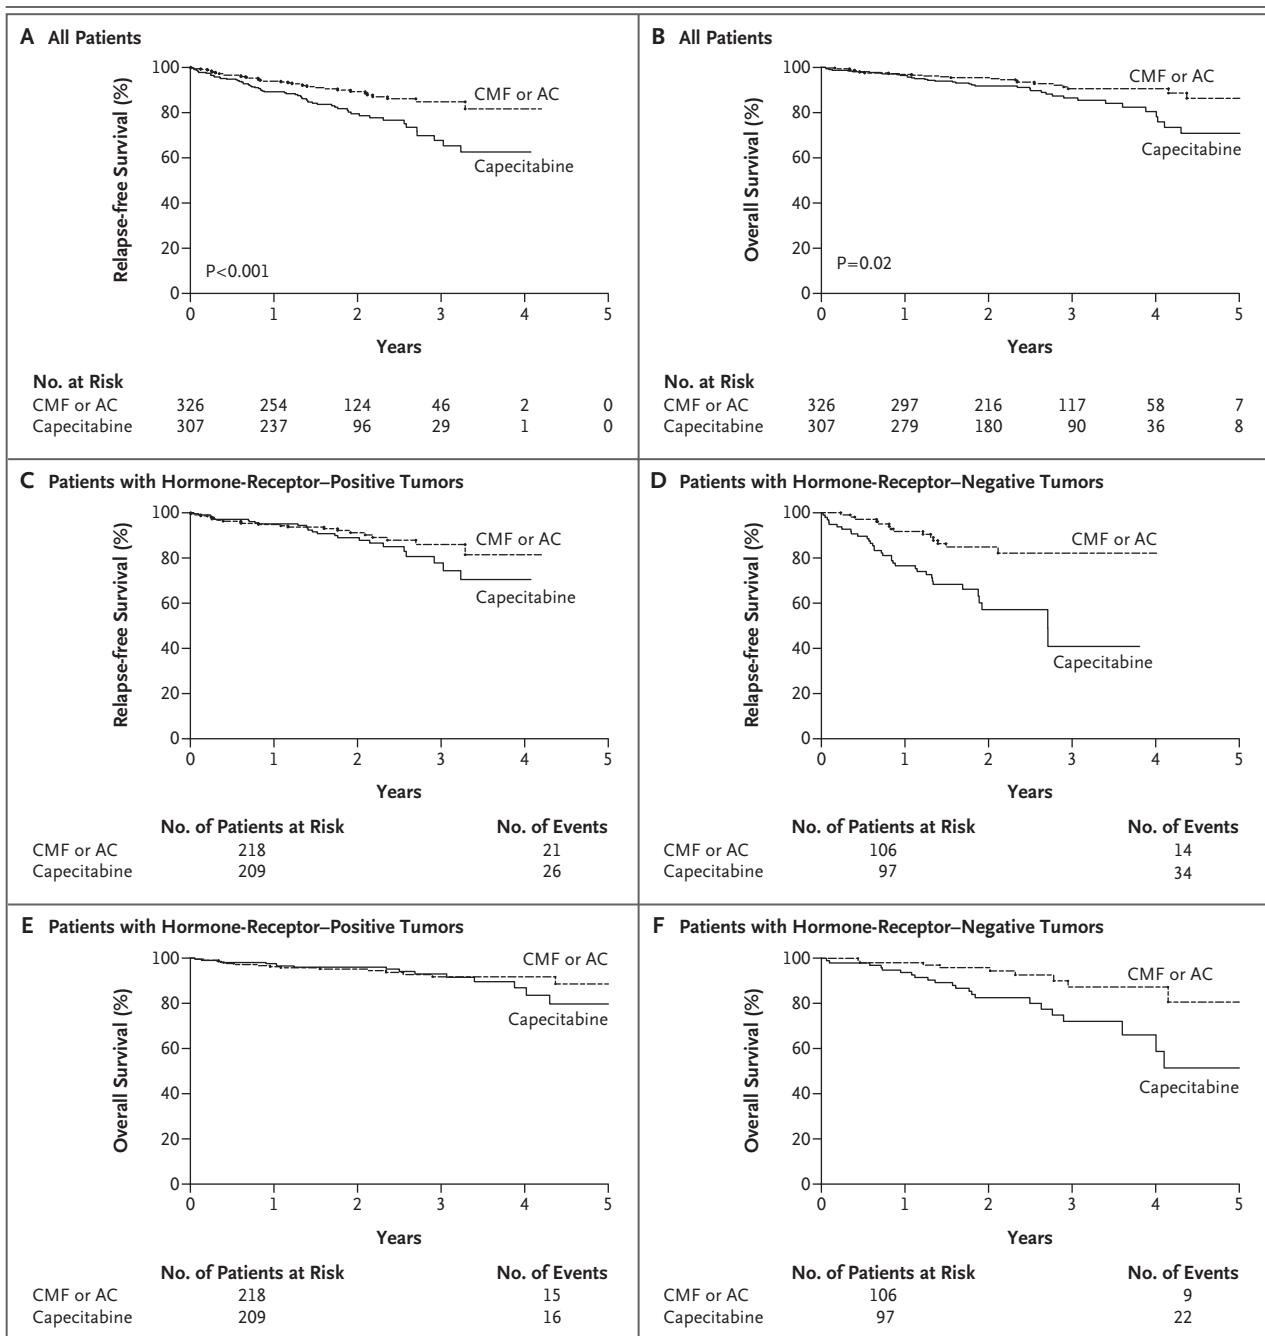 A All Patients
100
80
60
40
20
0
Relapse-free Survival (%)
CMF or AC
Capecitabine
P<0.001
0 1 2 3 4 5
Years
No. at Risk
CMF or AC 326 254 124 46 2 0
Capecitabine 307 237 96 29 1 0
B All Patients
100
80
60
40
20
0
Overall Survival (%)
CMF or AC
Capecitabine
P=0.02
0 1 2 3 4 5
Years
No. at Risk
CMF or AC 326 297 216 117 58 7
Capecitabine 307 279 180 90 36 8
C Patients with Hormone-Receptor–Positive Tumors
100
80
60
40
20
0
Relapse-free Survival (%)
CMF or AC
Capecitabine
0 1 2 3 4 5
Years
No. of Patients at Risk No. of Events
CMF or AC 218 21
Capecitabine 209 26
D Patients with Hormone-Receptor–Negative Tumors
100
80
60
40
20
0
Relapse-free Survival (%)
CMF or AC
Capecitabine
0 1 2 3 4 5
Years
No. of Patients at Risk No. of Events
CMF or AC 106 14
Capecitabine 97 34
E Patients with Hormone-Receptor–Positive Tumors
100
80
60
40
20
0
Overall Survival (%)
CMF or AC
Capecitabine
0 1 2 3 4 5
Years
No. of Patients at Risk No. of Events
CMF or AC 218 15
Capecitabine 209 16
F Patients with Hormone-Receptor–Negative Tumors
100
80
60
40
20
0
Overall Survival (%)
CMF or AC
Capecitabine
0 1 2 3 4 5
Years
No. of Patients at Risk No. of Events
CMF or AC 106 9
Capecitabine 97 22